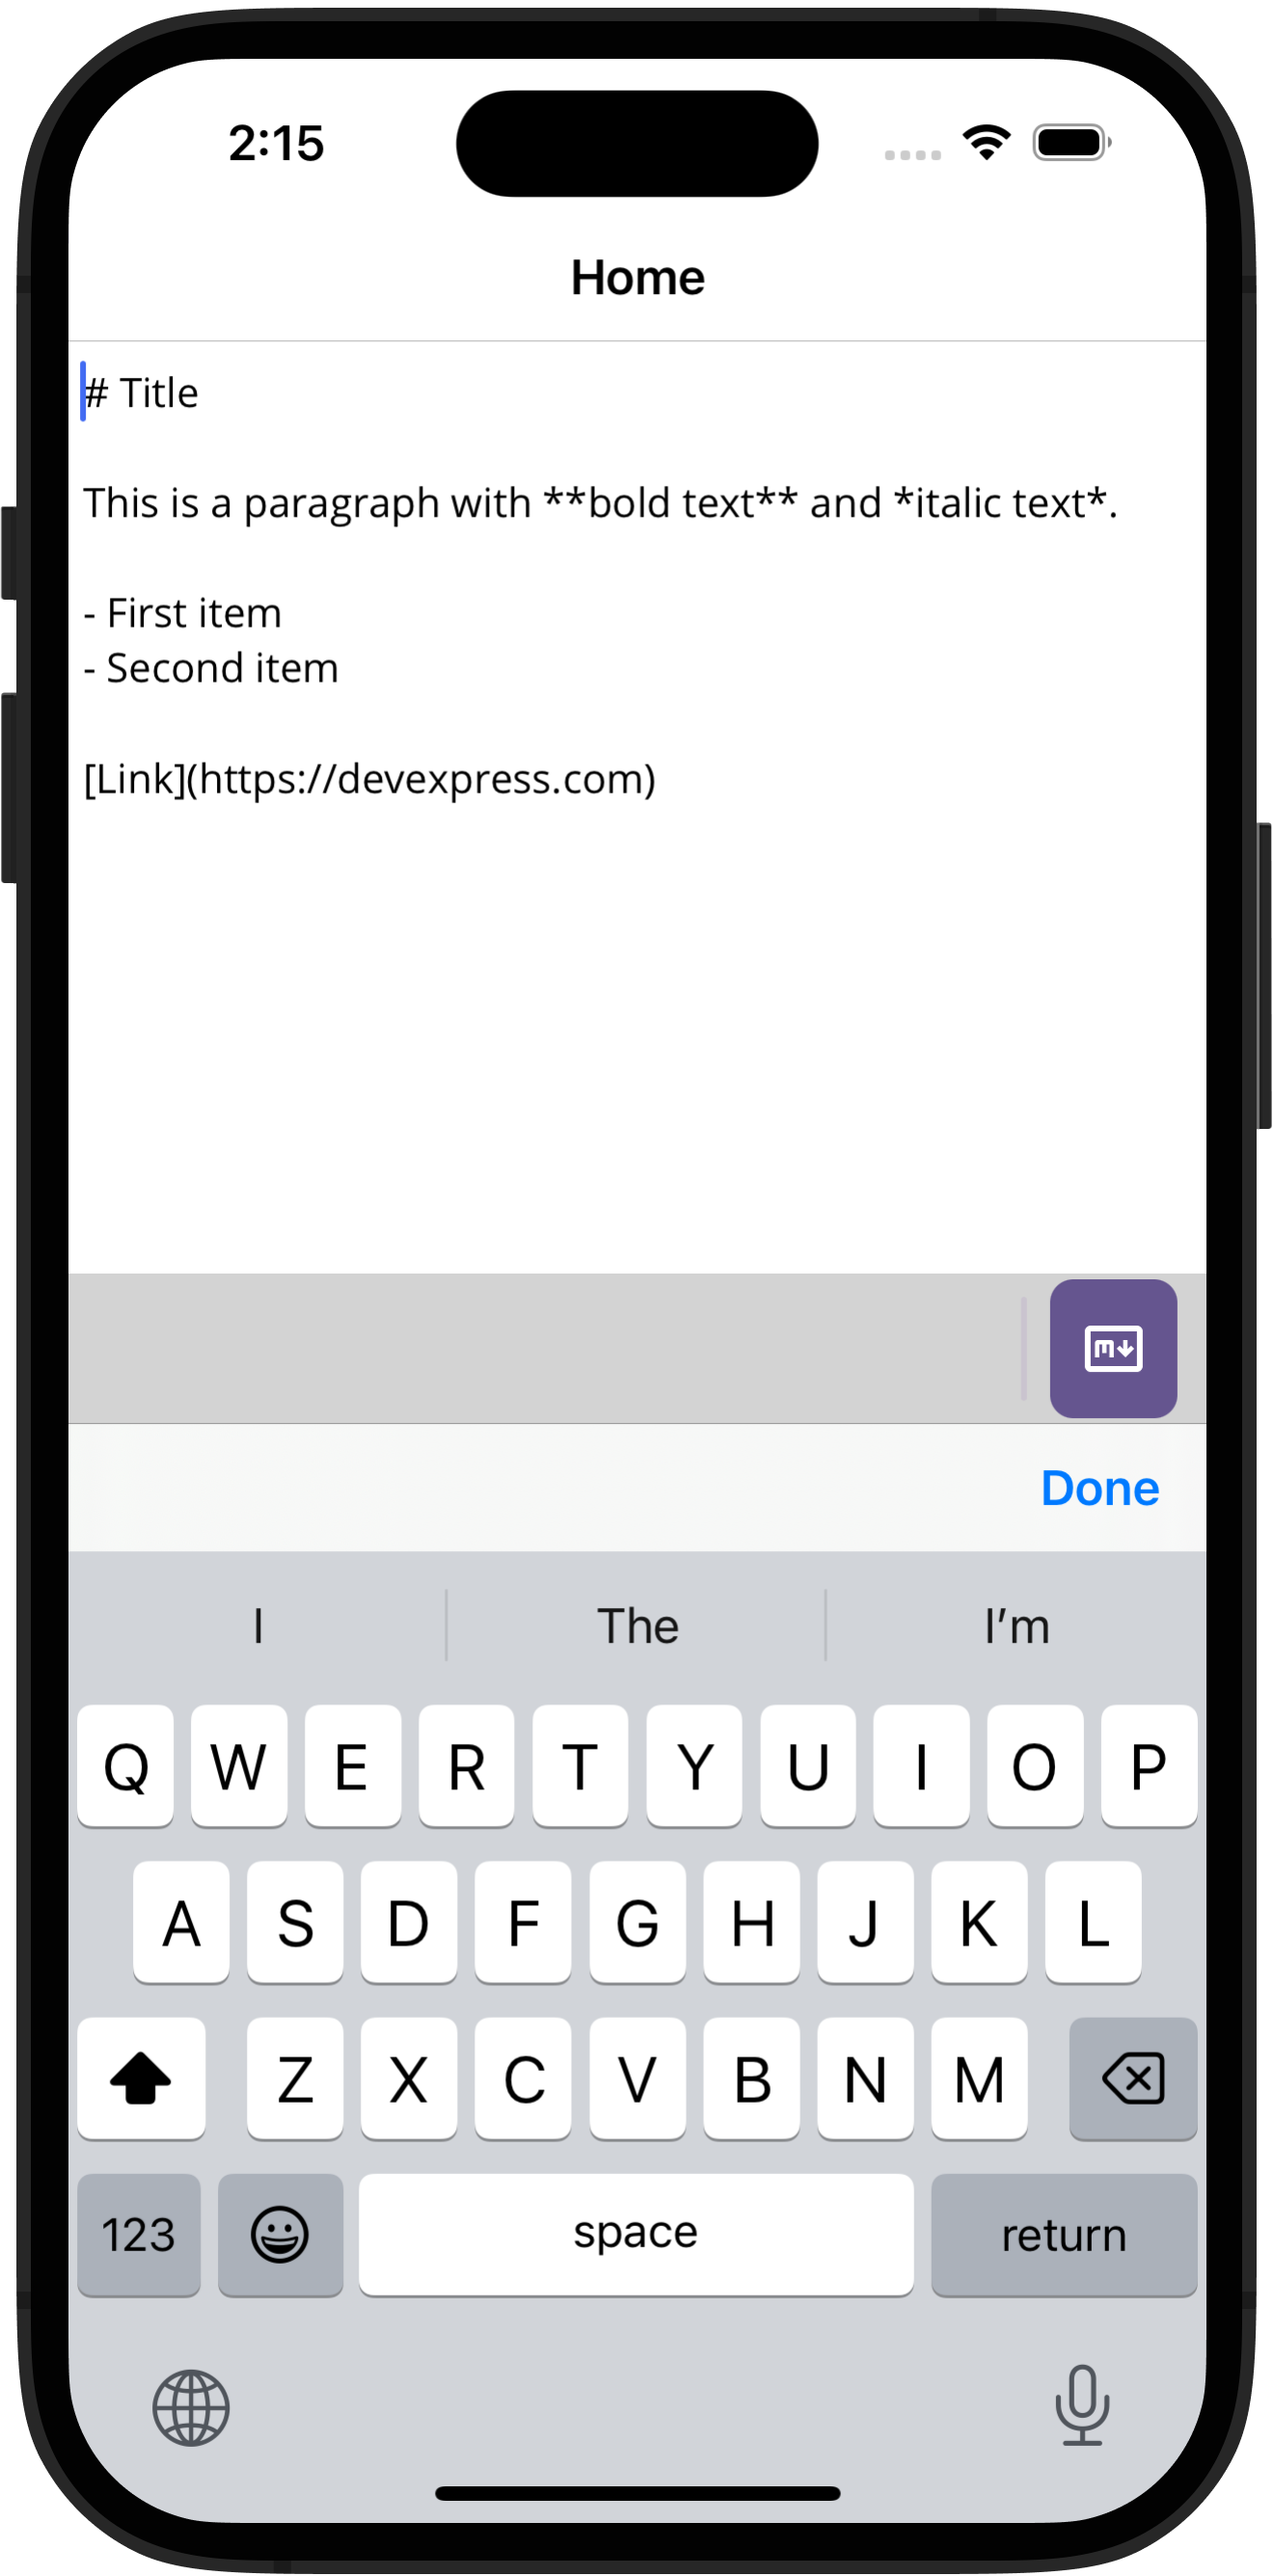 2:15
Home
# Title
This is a paragraph with **bold text** and *italic text*.
- First item
- Second item
[Link](https://devexpress.com)
M
Done
I The I’m
Q W E R T Y U I O P
A S D F G H J K L
Z X C V B N M
123 space return